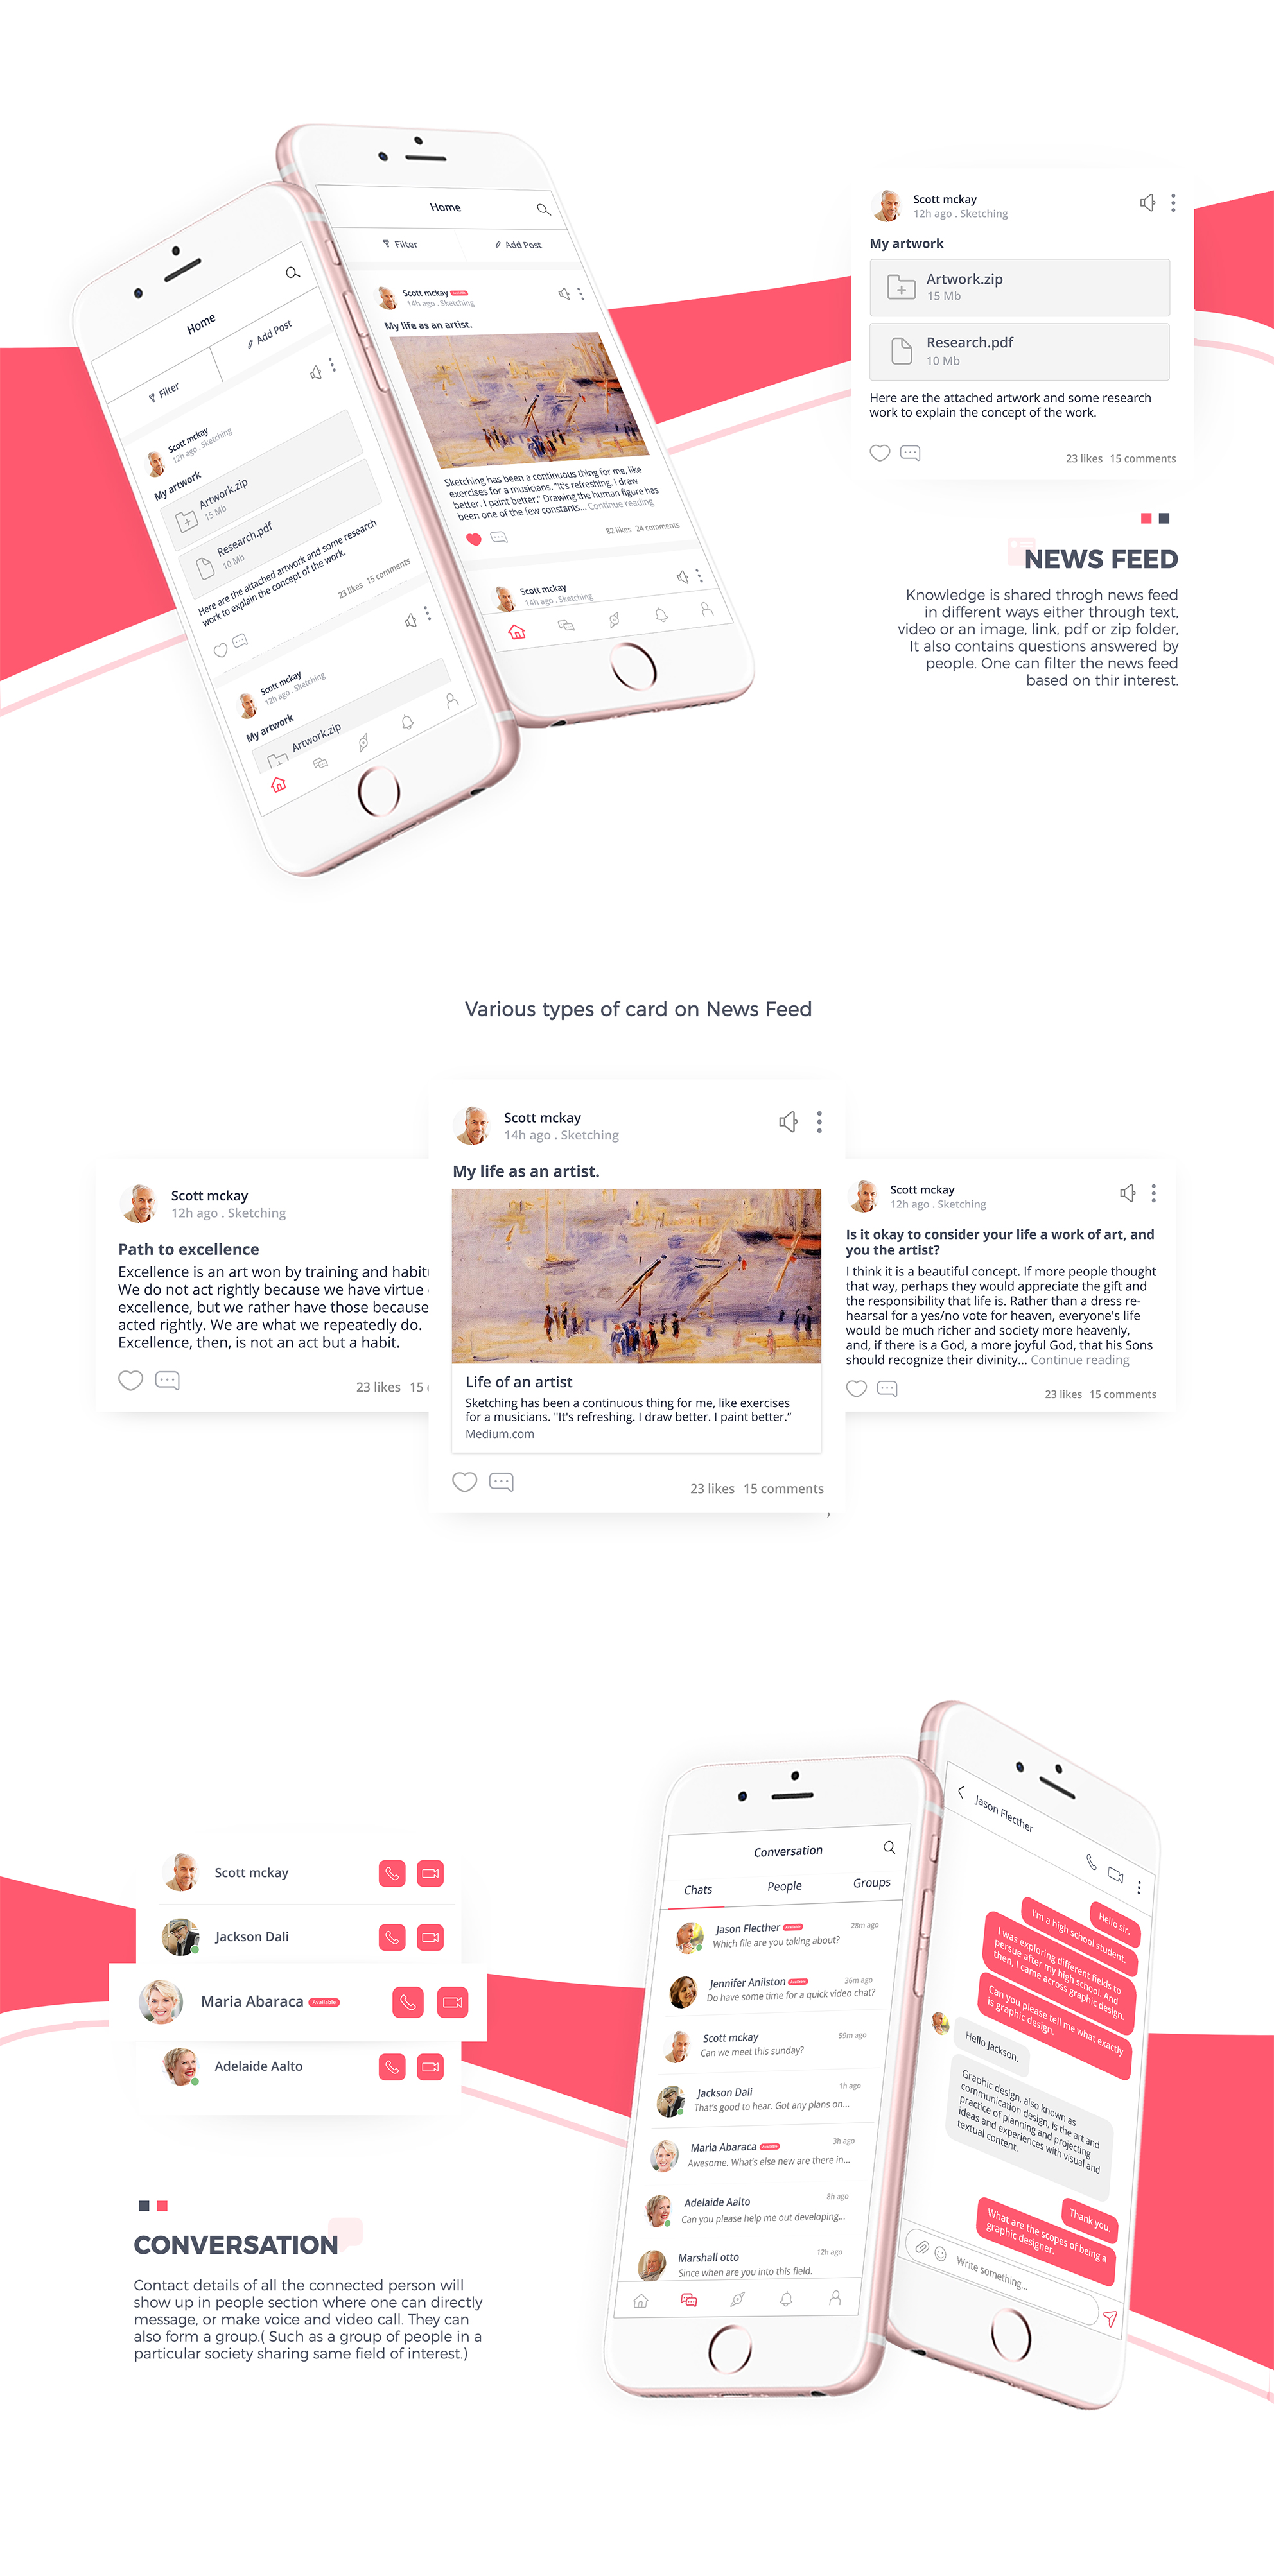 Home
Filter
Add Post
Scott mckay
12h ago . Sketching
My artwork
Artwork.zip
15 Mb
Research.pdf
10 Mb
Here are the attached artwork and some research
work to explain the concept of the work.
23 likes 15 comments
Scott mckay
12h ago . Sketching
My artwork
Artwork.zip
Home
Filter
Add Post
Scott mckay
14h ago . Sketching
My life as an artist.
Sketching has been a continuous thing for me, like
exercises for a musicians. "It's refreshing. I draw
better. I paint better.” Drawing the human figure has
been one of the few constants... Continue reading
82 likes 24 comments
Scott mckay
14h ago . Sketching
Scott mckay
12h ago . Sketching
My artwork
Artwork.zip
15 Mb
Research.pdf
10 Mb
Here are the attached artwork and some research
work to explain the concept of the work.
23 likes 15 comments
NEWS FEED
Knowledge is shared throgh news feed
in different ways either through text,
video or an image, link, pdf or zip folder,
It also contains questions answered by
people. One can filter the news feed
based on thir interest.
Various types of card on News Feed
Scott mckay
12h ago . Sketching
Path to excellence
Excellence is an art won by training and habitu
We do not act rightly because we have virtue
excellence, but we rather have those because
acted rightly. We are what we repeatedly do.
Excellence, then, is not an act but a habit.
23 likes 15
Scott mckay
14h ago . Sketching
My life as an artist.
Life of an artist
Sketching has been a continuous thing for me, like exercises
for a musicians. "It's refreshing. I draw better. I paint better.”
Medium.com
23 likes 15 comments
Scott mckay
12h ago . Sketching
Is it okay to consider your life a work of art, and
you the artist?
I think it is a beautiful concept. If more people thought
that way, perhaps they would appreciate the gift and
the responsibility that life is. Rather than a dress re-
hearsal for a yes/no vote for heaven, everyone's life
would be much richer and society more heavenly,
and, if there is a God, a more joyful God, that his Sons
should recognize their divinity... Continue reading
23 likes 15 comments
Scott mckay
Jackson Dali
Maria Abaraca Available
Adelaide Aalto
CONVERSATION
Contact details of all the connected person will
show up in people section where one can directly
message, or make voice and video call. They can
also form a group.( Such as a group of people in a
particular society sharing same field of interest.)
Conversation
Chats People Groups
Jason Flecther Available 28m ago
Which file are you taking about?
Jennifer Anilston Available 36m ago
Do have some time for a quick video chat?
Scott mckay 59m ago
Can we meet this sunday?
Jackson Dali 1h ago
That's good to hear. Got any plans on...
Maria Abaraca Available 3h ago
Awesome. What's else new are there in...
Adelaide Aalto 8h ago
Can you please help me out developing...
Marshall otto 12h ago
Since when are you into this field.
Jason Flecther
Hello sir.
I'm a high school student.
I was exploring different fields to
persue after my high school. And
then, I came across graphic design.
Can you please tell me what exactly
is graphic design.
Hello Jackson.
Graphic design, also known as
communication design, is the art and
practice of planning and projecting
ideas and experiences with visual and
textual content.
Thank you.
What are the scopes of being a
graphic designer.
Write something...